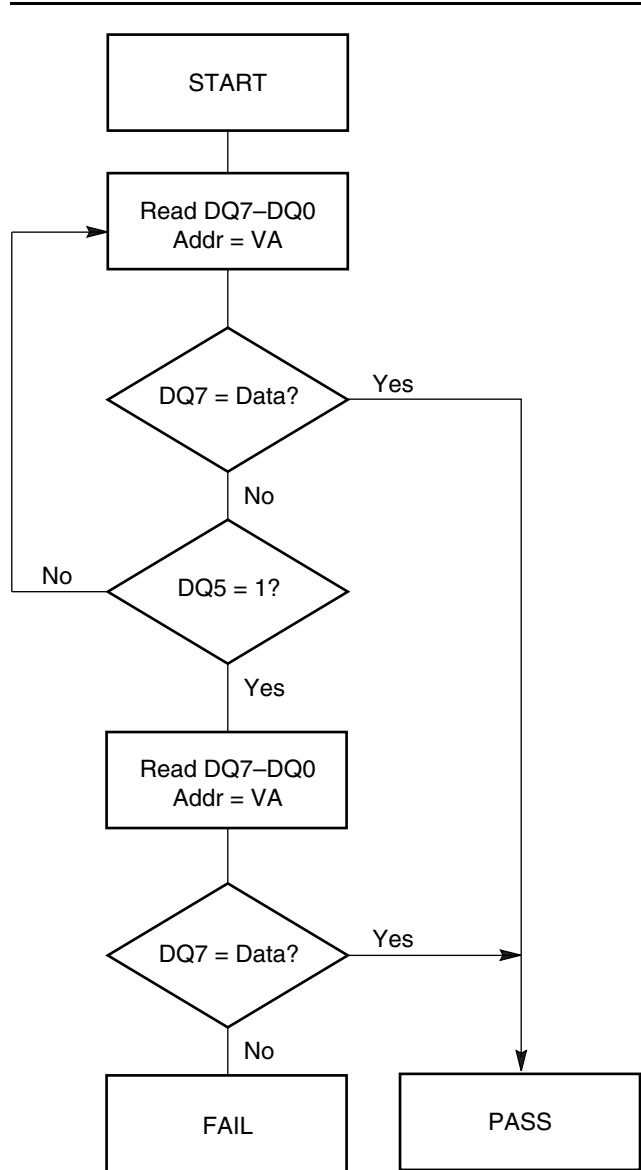 START
Read DQ7–DQ0
Addr = VA
DQ7 = Data?
Yes
No
No
DQ5 = 1?
Yes
Read DQ7–DQ0
Addr = VA
DQ7 = Data?
Yes
No
FAIL
PASS